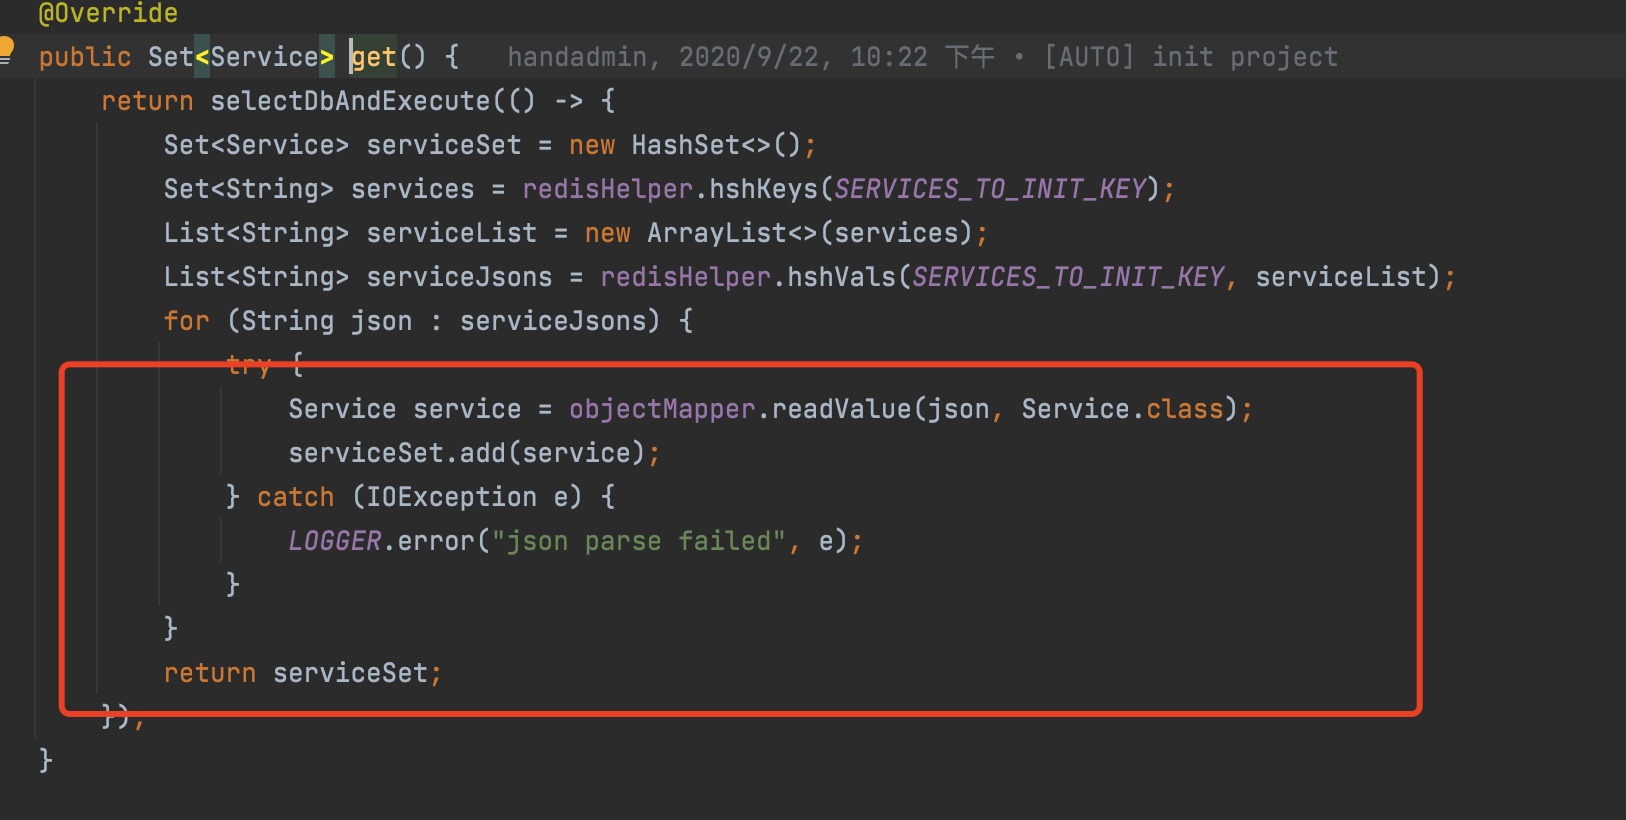 @Override
public Set<Service> get() {    handadmin, 2020/9/22, 10:22 下午 • [AUTO] init project
    return selectDbAndExecute(() -> {
        Set<Service> serviceSet = new HashSet<>();
        Set<String> services = redisHelper.hshKeys(SERVICES_TO_INIT_KEY);
        List<String> serviceList = new ArrayList<>(services);
        List<String> serviceJsons = redisHelper.hshVals(SERVICES_TO_INIT_KEY, serviceList);
        for (String json : serviceJsons) {
            try {
                Service service = objectMapper.readValue(json, Service.class);
                serviceSet.add(service);
            } catch (IOException e) {
                LOGGER.error("json parse failed", e);
            }
        }
        return serviceSet;
    });
}